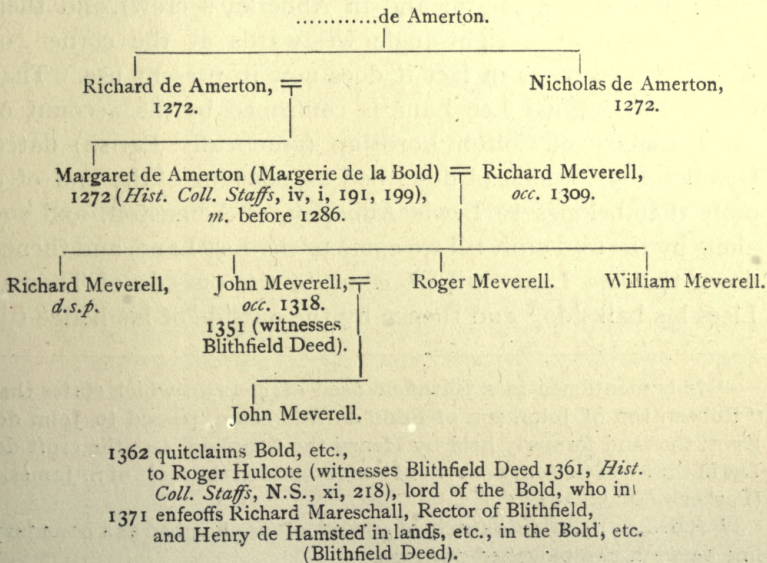 ............de Amerton.
Richard de Amerton, Nicholas de Amerton,
1272. 1272.
Margaret de Amerton (Margerie de la Bold) = Richard Meverell,
1272 (Hist. Coll. Staffs, iv, i, 191, 199), occ. 1309.
m. before 1286.
Richard Meverell, John Meverell, Roger Meverell. William Meverell.
d.s.p. occ. 1318.
1351 (witnesses
Blithfield Deed).
John Meverell.
1362 quitclaims Bold, etc.,
to Roger Hulcote (witnesses Blithfield Deed 1361, Hist.
Coll. Staffs, N.S., xi, 218), lord of the Bold, who in
1371 enfeoffs Richard Mareschall, Rector of Blithfield,
and Henry de Hamsted in lands, etc., in the Bold, etc.
(Blithfield Deed).